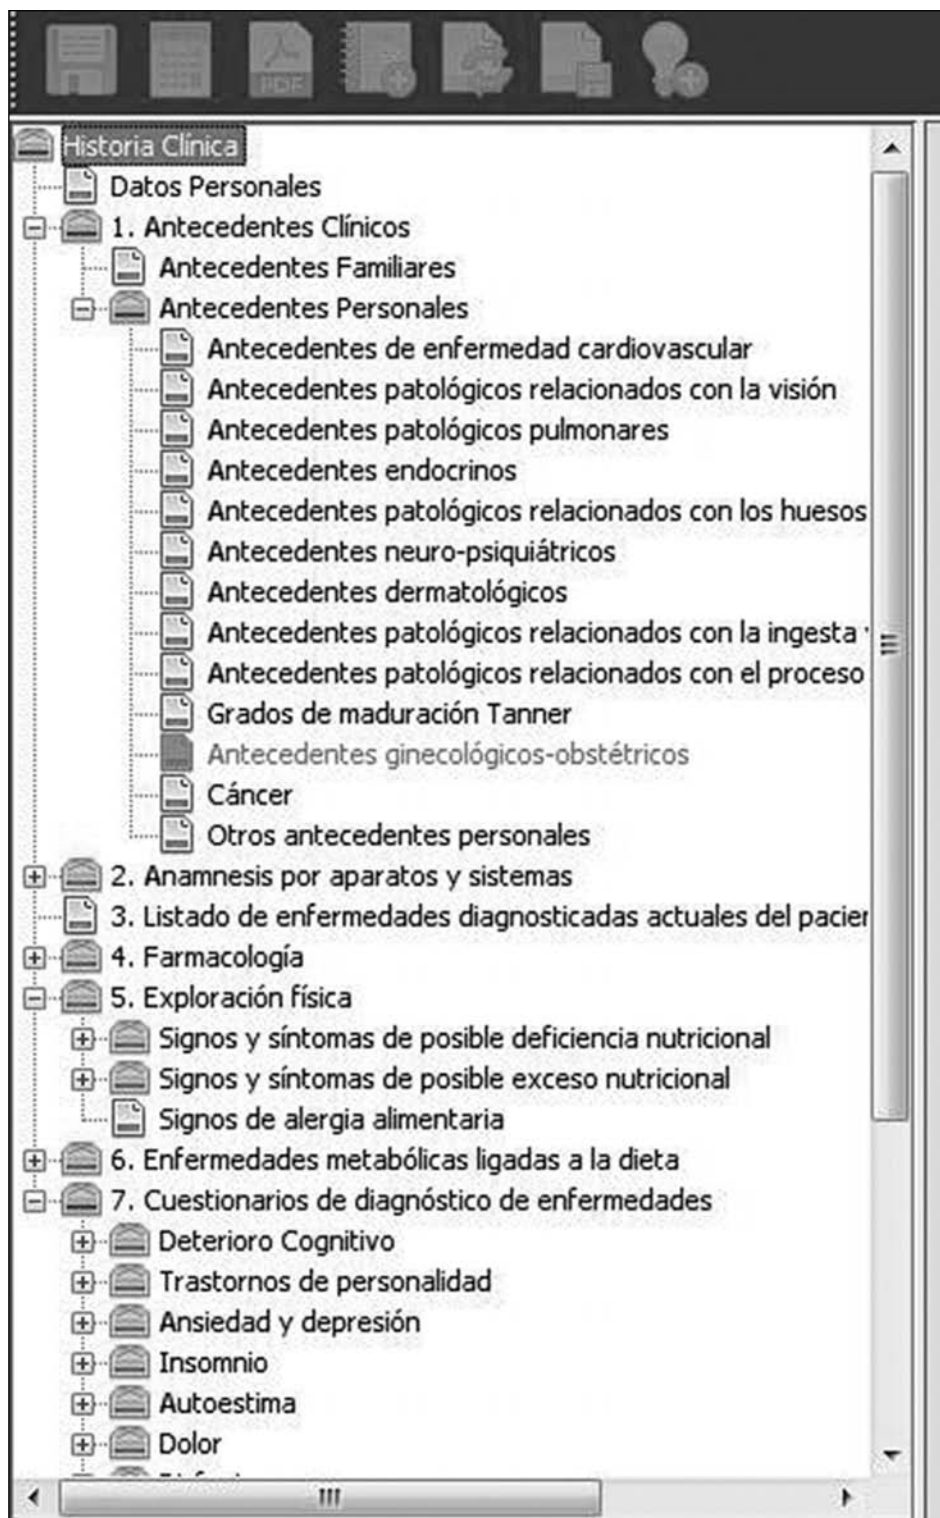 PDF
Historia Clínica
Datos Personales
1. Antecedentes Clínicos
Antecedentes Familiares
Antecedentes Personales
Antecedentes de enfermedad cardiovascular
Antecedentes patológicos relacionados con la visión
Antecedentes patológicos pulmonares
Antecedentes endocrinos
Antecedentes patológicos relacionados con los huesos
Antecedentes neuro-psiquiátricos
Antecedentes dermatológicos
Antecedentes patológicos relacionados con la ingesta
Antecedentes patológicos relacionados con el proceso
Grados de maduración Tanner
Antecedentes ginecológicos-obstétricos
Cáncer
Otros antecedentes personales
2. Anamnesis por aparatos y sistemas
3. Listado de enfermedades diagnosticadas actuales del pacier
4. Farmacología
5. Exploración física
Signos y síntomas de posible deficiencia nutricional
Signos y síntomas de posible exceso nutricional
Signos de alergia alimentaria
6. Enfermedades metabólicas ligadas a la dieta
7. Cuestionarios de diagnóstico de enfermedades
Deterioro Cognitivo
Trastornos de personalidad
Ansiedad y depresión
Insomnio
Autoestima
Dolor